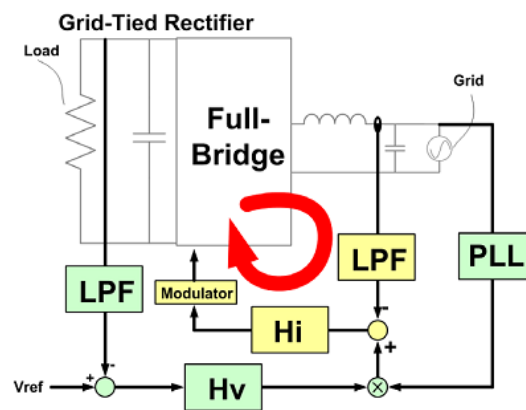 Grid-Tied Rectifier
Load
Grid
Full-
Bridge
LPF
LPF
PLL
Modulator
-
Hi
+
-
+
Vref
Hv
×